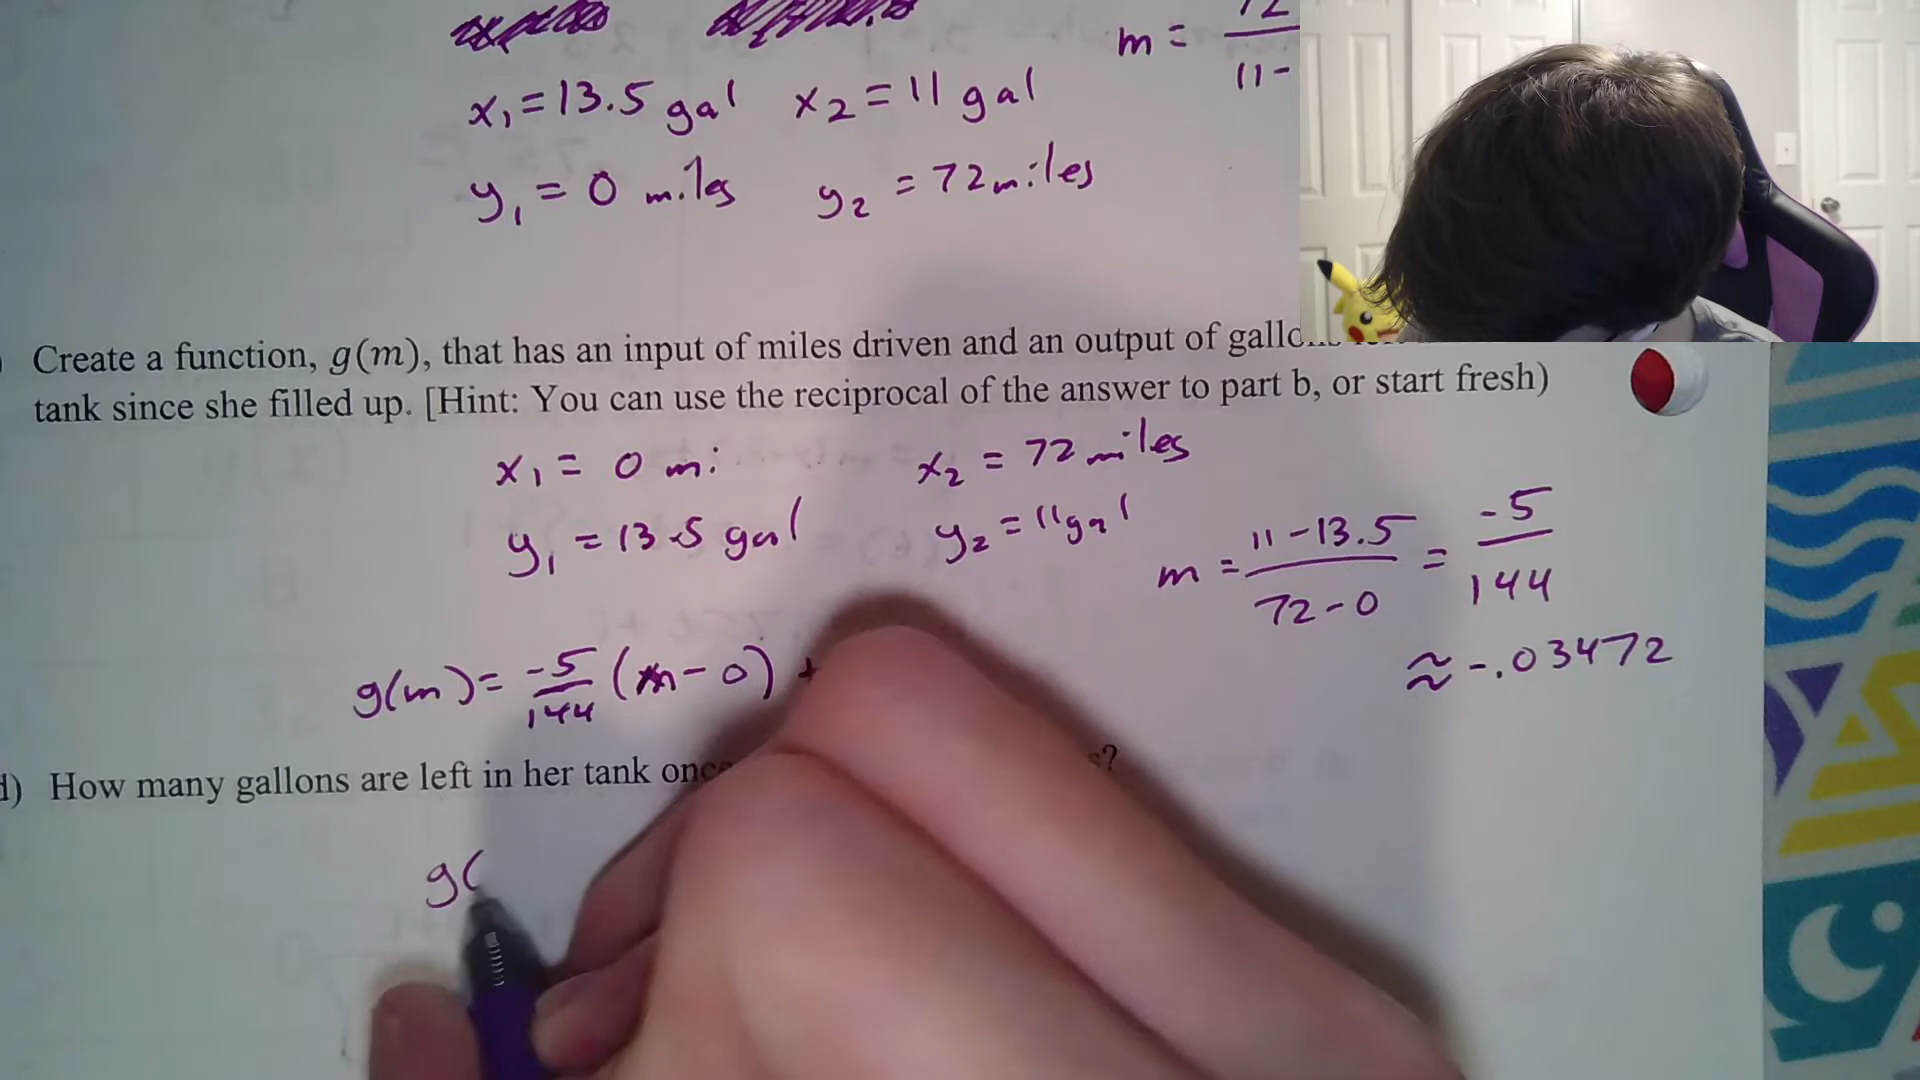 m = 72
11-
x₁ = 13.5 gal x₂ = 11 gal
y₁ = 0 miles y₂ = 72 miles
Create a function, g(m), that has an input of miles driven and an output of
tank since she filled up. [Hint: You can use the reciprocal of the answer to part b, or start fresh)
x₁ = 0 mi x₂ = 72 miles
y₁ = 13.5 gal y₂ = 11 gal
m = 11-13.5 / 72-0 = -5 / 144
≈ -.03472
g(m) = -5/144 (m-0) +
d) How many gallons are left in her tank once
g(